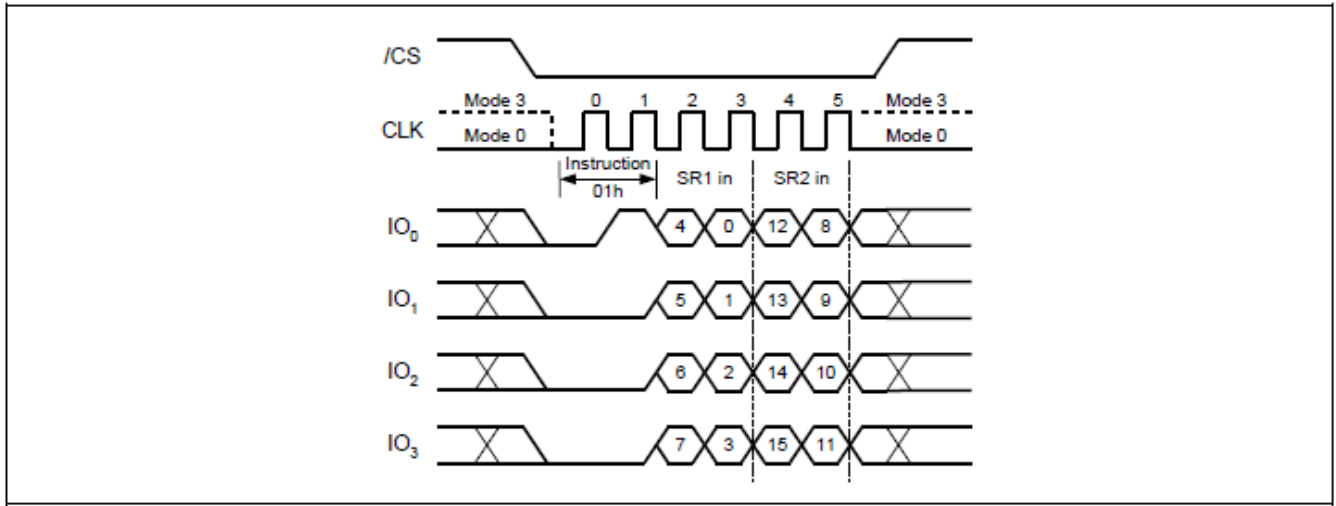 /CS
Mode 3 0 1 2 3 4 5 Mode 3
CLK Mode 0 Mode 0
Instruction
01h SR1 in SR2 in
IO0 4 0 12 8
IO1 5 1 13 9
IO2 6 2 14 10
IO3 7 3 15 11